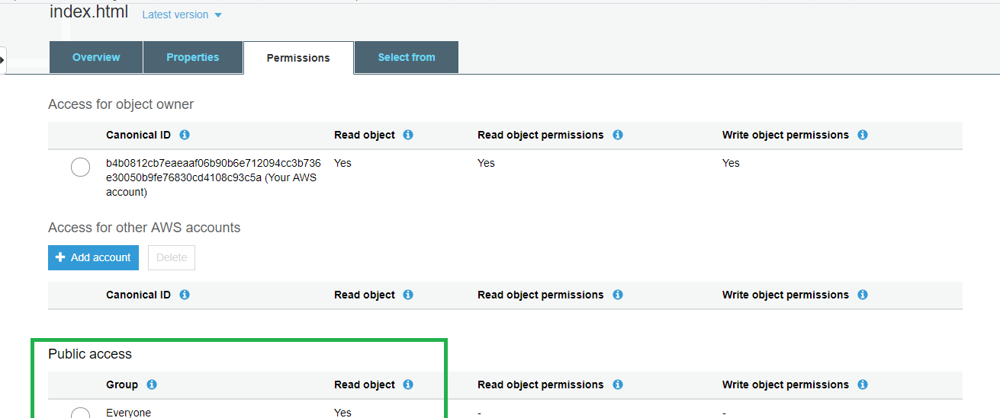 index.html Latest version
Overview Properties Permissions Select from
Access for object owner
Canonical ID Read object Read object permissions Write object permissions
b4b0812cb7eaeaaf06b90b6e712094cc3b736 Yes Yes Yes
e30050b9fe76830cd4108c93c5a (Your AWS
account)
Access for other AWS accounts
+ Add account Delete
Canonical ID Read object Read object permissions Write object permissions
Public access
Group Read object Read object permissions Write object permissions
Everyone Yes - -